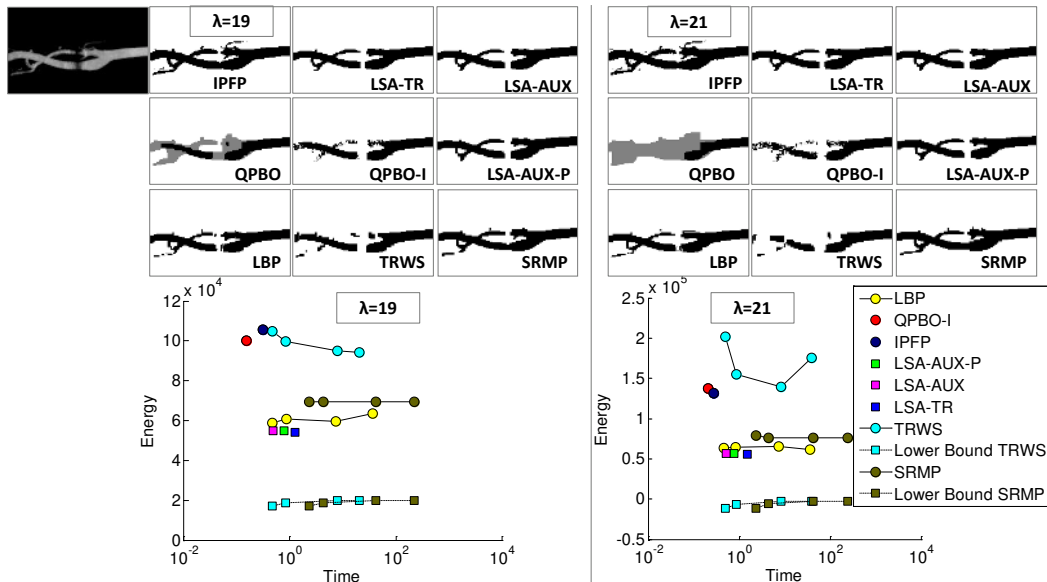 λ=19
IPFP
LSA-TR
LSA-AUX
QPBO
QPBO-I
LSA-AUX-P
LBP
TRWS
SRMP
x 10^4
λ=19
12
10
8
6
4
2
0
Energy
10^-2
10^0
10^2
10^4
Time
λ=21
IPFP
LSA-TR
LSA-AUX
QPBO
QPBO-I
LSA-AUX-P
LBP
TRWS
SRMP
x 10^5
λ=21
2.5
2
1.5
1
0.5
0
-0.5
Energy
10^-2
10^0
10^2
10^4
Time
LBP
QPBO-I
IPFP
LSA-AUX-P
LSA-AUX
LSA-TR
TRWS
Lower Bound TRWS
SRMP
Lower Bound SRMP